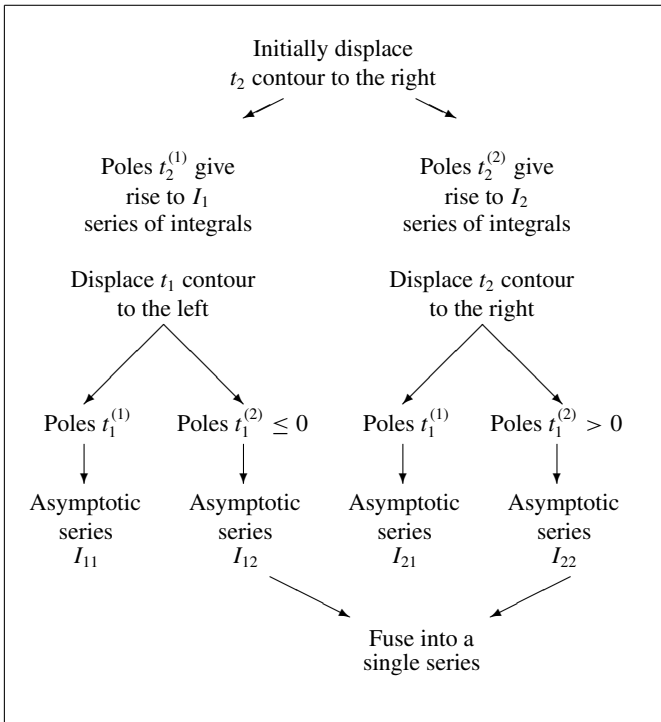 Initially displace
t₂ contour to the right
Poles t₂⁽¹⁾ give
rise to I₁
series of integrals
Poles t₂⁽²⁾ give
rise to I₂
series of integrals
Displace t₁ contour
to the left
Displace t₂ contour
to the right
Poles t₁⁽¹⁾
Poles t₁⁽²⁾ ≤ 0
Poles t₁⁽¹⁾
Poles t₁⁽²⁾ > 0
Asymptotic
series
I₁₁
Asymptotic
series
I₁₂
Asymptotic
series
I₂₁
Asymptotic
series
I₂₂
Fuse into a
single series